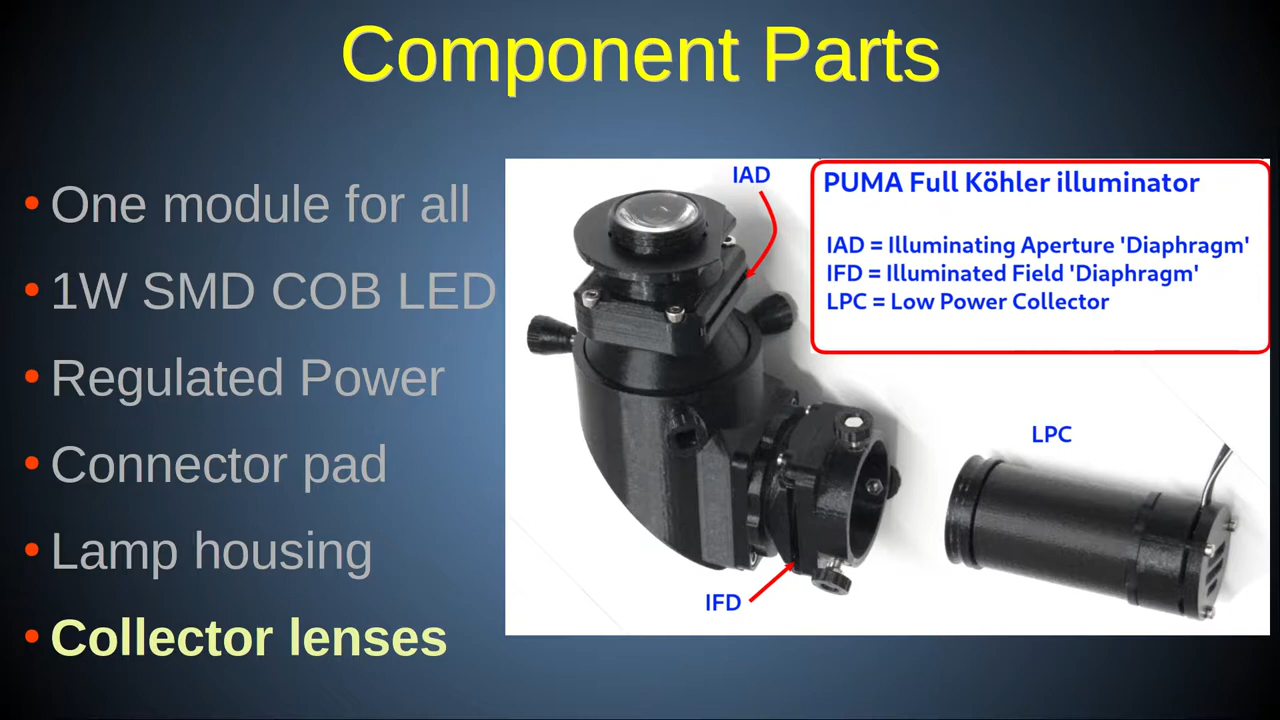 Component Parts
• One module for all
• 1W SMD COB LED
• Regulated Power
• Connector pad
• Lamp housing
• Collector lenses
IAD
PUMA Full Köhler illuminator
IAD = Illuminating Aperture 'Diaphragm'
IFD = Illuminated Field 'Diaphragm'
LPC = Low Power Collector
LPC
IFD